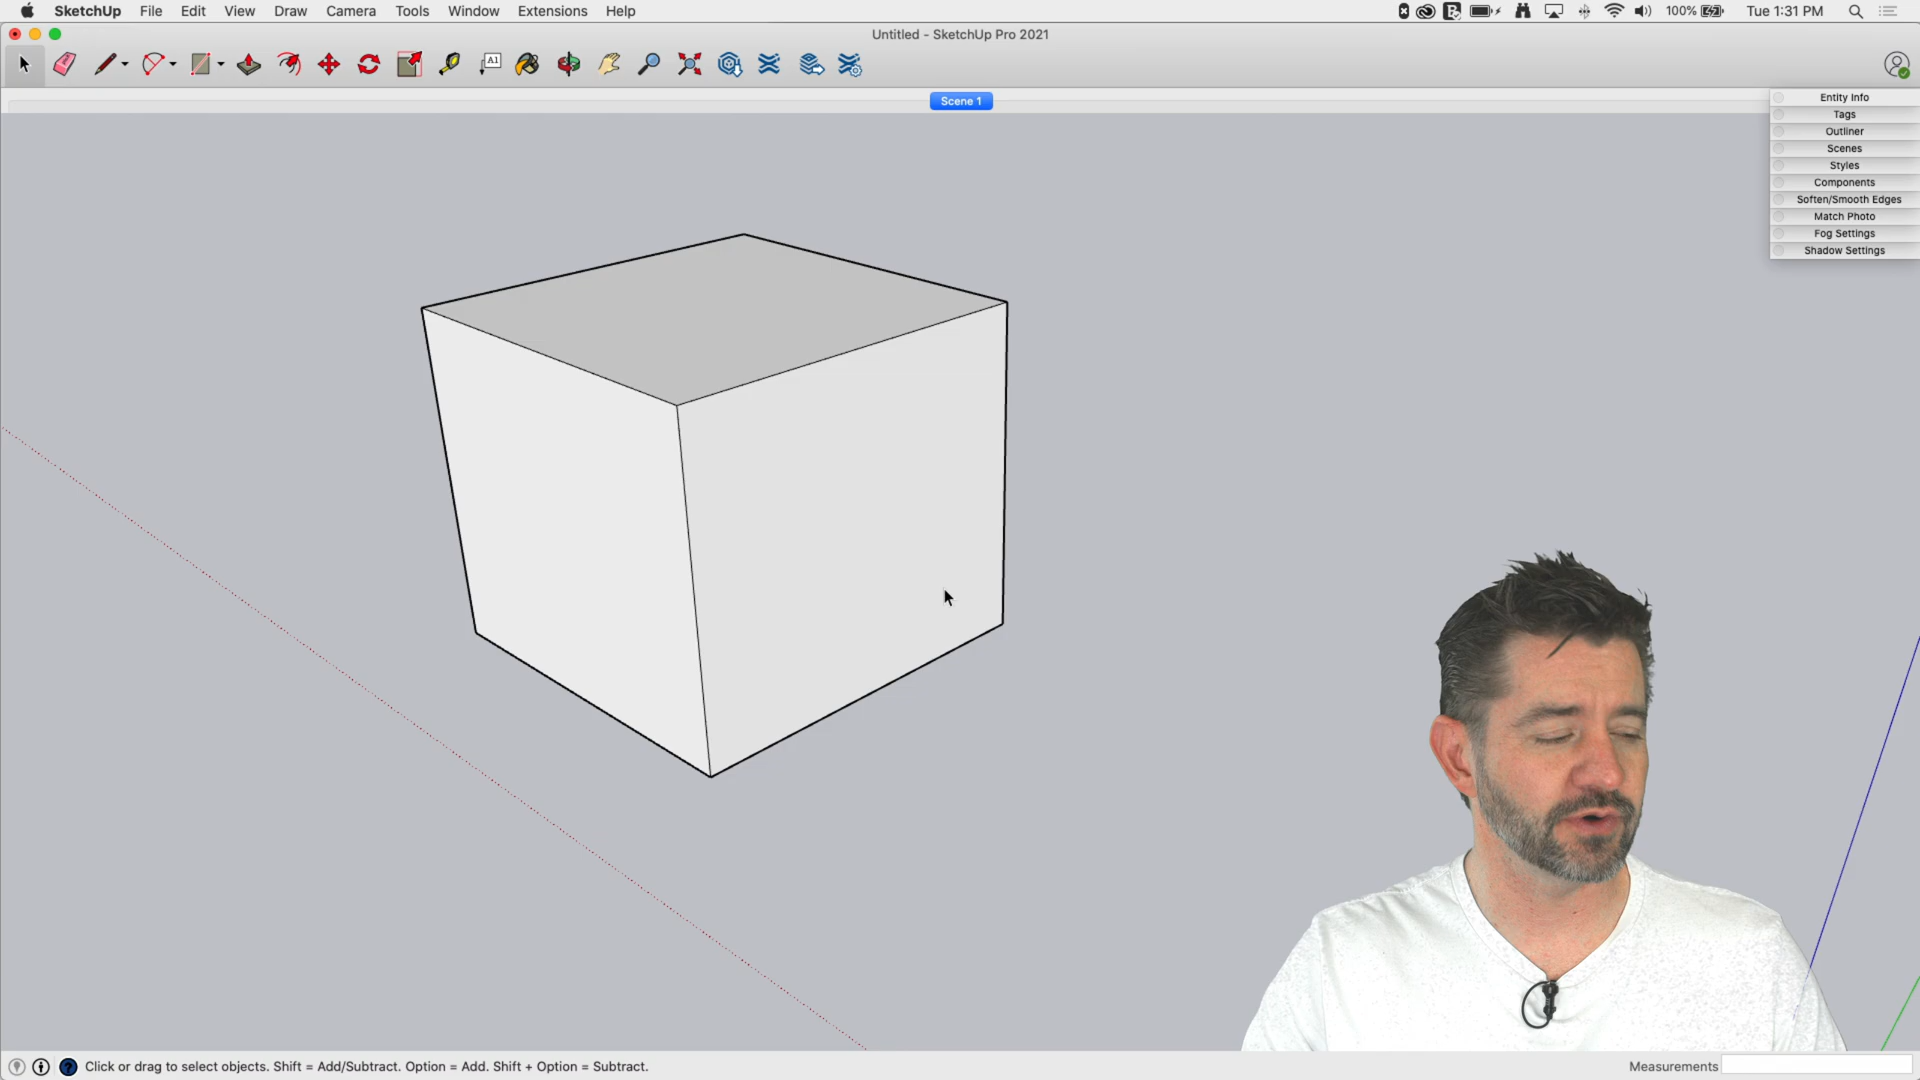 SketchUp File Edit View Draw Camera Tools Window Extensions Help 100% Tue 1:31 PM
Untitled - SketchUp Pro 2021
A1
Scene 1
Entity Info
Tags
Outliner
Scenes
Styles
Components
Soften/Smooth Edges
Match Photo
Fog Settings
Shadow Settings
Click or drag to select objects. Shift = Add/Subtract. Option = Add. Shift + Option = Subtract. Measurements